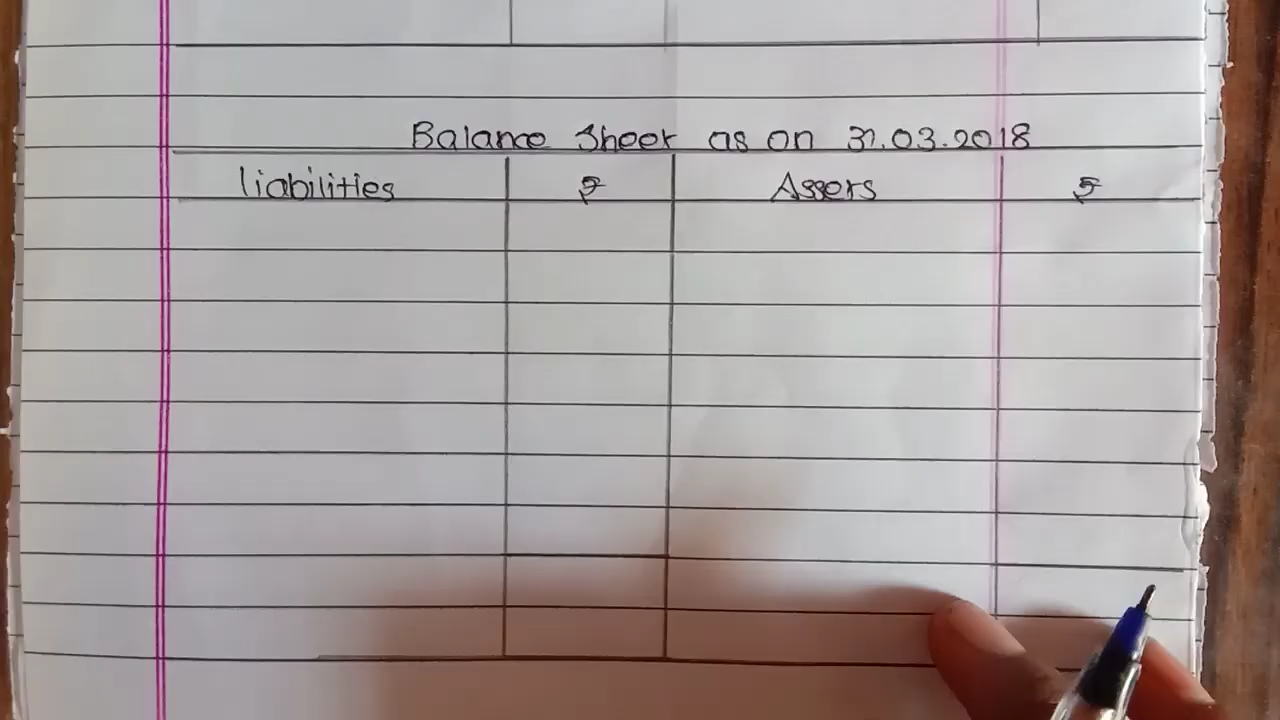 Balance Sheet as on 31.03.2018
Liabilities ₹ Assets ₹